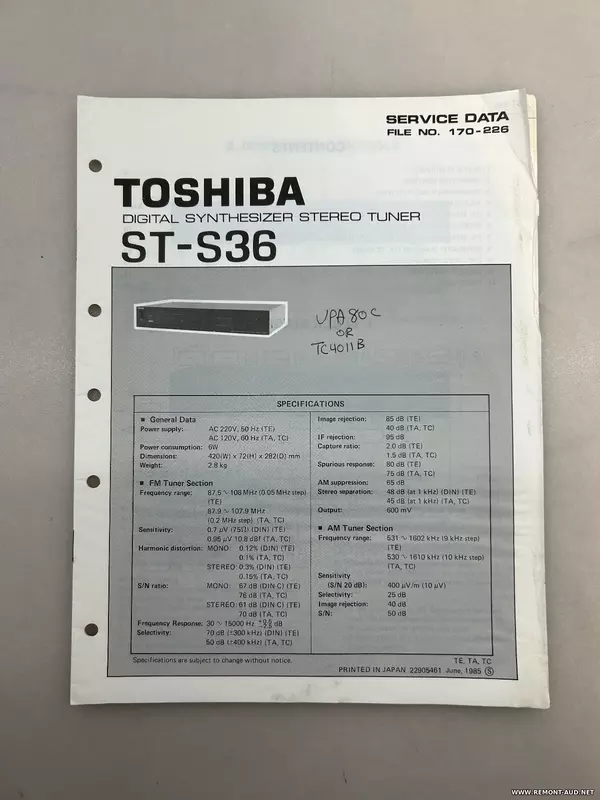 SERVICE DATA
FILE NO. 170-226
TOSHIBA
DIGITAL SYNTHESIZER STEREO TUNER
ST-S36
UPA80C
OR
TC4011B
SPECIFICATIONS
■ General Data
Power supply: AC 220V, 50 Hz (TE)
AC 120V, 60 Hz (TA, TC)
Power consumption: 6W
Dimensions: 420(W) x 72(H) x 282(D) mm
Weight: 2.8 kg
■ FM Tuner Section
Frequency range: 87.5 ∿ 108 MHz (0.05 MHz step)
(TE)
87.9 ∿ 107.9 MHz
(0.2 MHz step) (TA, TC)
Sensitivity: 0.7 μV (75Ω) (DIN) (TE)
0.95 μV 10.8 dBf (TA, TC)
Harmonic distortion: MONO: 0.12% (DIN) (TE)
0.1% (TA, TC)
STEREO: 0.3% (DIN) (TE)
0.15% (TA, TC)
S/N ratio: MONO: 67 dB (DIN) (TE)
76 dB (TA, TC)
STEREO: 61 dB (DIN) (TE)
70 dB (TA, TC)
Frequency Response: 30 ∿ 15000 Hz dB
Selectivity: 70 dB (±300 kHz) (DIN) (TE)
50 dB (±400 kHz) (TA, TC)
Image rejection: 85 dB (TE)
40 dB (TA, TC)
IF rejection: 95 dB
Capture ratio: 2.0 dB (TE)
1.5 dB (TA, TC)
Spurious response: 80 dB (TE)
75 dB (TA, TC)
AM suppression: 65 dB
Stereo separation: 48 dB (at 1 kHz) (DIN) (TE)
45 dB (at 1 kHz) (TA, TC)
Output: 600 mV
■ AM Tuner Section
Frequency range: 531 ∿ 1602 kHz (9 kHz step)
(TE)
530 ∿ 1610 kHz (10 kHz step)
(TA, TC)
Sensitivity
(S/N 20 dB): 400 μV/m (10 μV)
Selectivity: 25 dB
Image rejection: 40 dB
S/N: 50 dB
Specifications are subject to change without notice.
TE, TA, TC
PRINTED IN JAPAN 22905461 June, 1985 Ⓢ
WWW.REMONT-AUD.NET